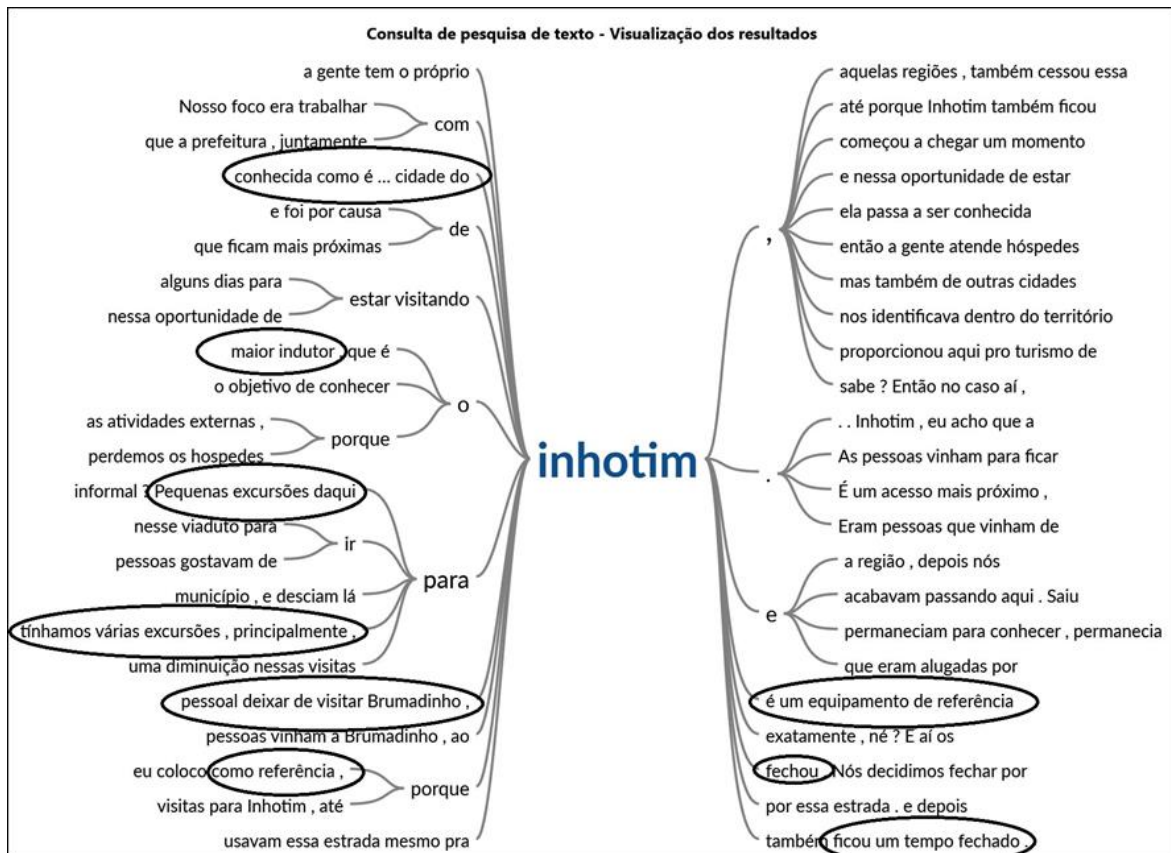 Consulta de pesquisa de texto - Visualização dos resultados
a gente tem o próprio
Nosso foco era trabalhar
que a prefeitura , juntamente
com
conhecida como é ... cidade do
e foi por causa
que ficam mais próximas
de
alguns dias para
nessa oportunidade de
estar visitando
maior indutor , que é
o objetivo de conhecer
as atividades externas ,
perdemos os hospedes
porque
o
informal ? Pequenas excursões daqui
nesse viaduto para
pessoas gostavam de
ir
município , e desciam lá
tínhamos várias excursões , principalmente ,
uma diminuição nessas visitas
para
pessoal deixar de visitar Brumadinho ,
pessoas vinham a Brumadinho , ao
eu coloco como referência ,
visitas para Inhotim , até
porque
usavam essa estrada mesmo pra
inhotim
,
aquelas regiões , também cessou essa
até porque Inhotim também ficou
começou a chegar um momento
e nessa oportunidade de estar
ela passa a ser conhecida
então a gente atende hóspedes
mas também de outras cidades
nos identificava dentro do território
proporcionou aqui pro turismo de
sabe ? Então no caso aí ,
.
. . Inhotim , eu acho que a
As pessoas vinham para ficar
É um acesso mais próximo ,
Eram pessoas que vinham de
e
a região , depois nós
acabavam passando aqui . Saiu
permaneciam para conhecer , permanecia
que eram alugadas por
é um equipamento de referência
exatamente , né ? E aí os
fechou . Nós decidimos fechar por
por essa estrada . e depois
também ficou um tempo fechado .